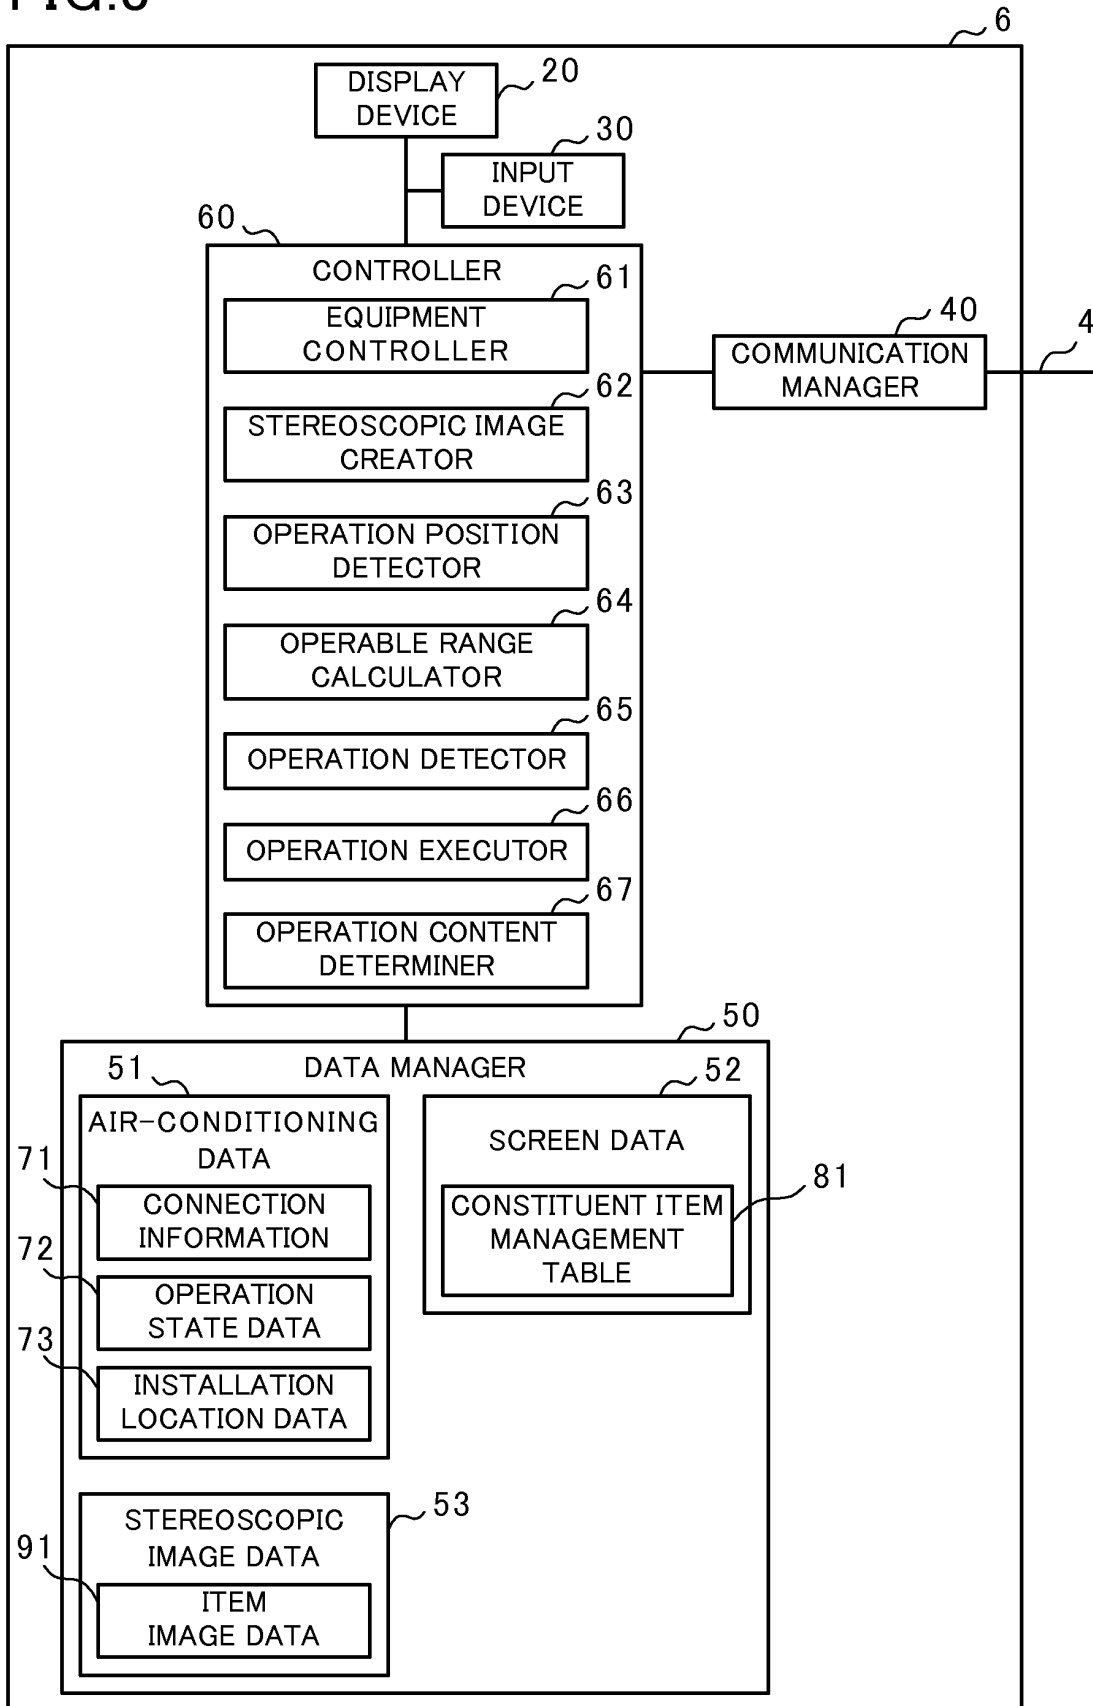 6
DISPLAY
DEVICE
20
30
INPUT
DEVICE
60
CONTROLLER
61
EQUIPMENT
CONTROLLER
40
4
COMMUNICATION
MANAGER
62
STEREOSCOPIC IMAGE
CREATOR
63
OPERATION POSITION
DETECTOR
64
OPERABLE RANGE
CALCULATOR
65
OPERATION DETECTOR
66
OPERATION EXECUTOR
67
OPERATION CONTENT
DETERMINER
50
DATA MANAGER
51
AIR-CONDITIONING
DATA
71
CONNECTION
INFORMATION
72
OPERATION
STATE DATA
73
INSTALLATION
LOCATION DATA
52
SCREEN DATA
81
CONSTITUENT ITEM
MANAGEMENT
TABLE
53
STEREOSCOPIC
IMAGE DATA
91
ITEM
IMAGE DATA